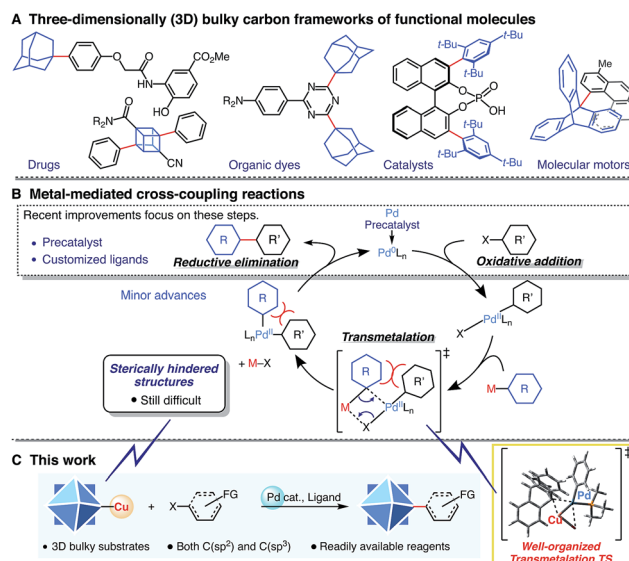 A Three-dimensionally (3D) bulky carbon frameworks of functional molecules
O
O
N
H
CO₂Me
HO
R₂N
O
CN
Drugs
R₂N
N
N
N
Organic dyes
t-Bu
t-Bu
t-Bu
O
O
P
O
OH
t-Bu
t-Bu
t-Bu
Catalysts
Me
Molecular motors
B Metal-mediated cross-coupling reactions
Recent improvements focus on these steps.
• Precatalyst
• Customized ligands
R
R'
Reductive elimination
Pd
Precatalyst
Pd⁰Lₙ
X
R'
Oxidative addition
Minor advances
R
LₙPdᴵᴵ
R'
+ M–X
X
PdᴵᴵLₙ
R'
Transmetalation
‡
R
R'
M
PdᴵᴵLₙ
X
M
R
Sterically hindered
structures
• Still difficult
C This work
Cu
+
X
FG
Pd cat., Ligand
FG
• 3D bulky substrates
• Both C(sp²) and C(sp³)
• Readily available reagents
‡
Pd
Cu
Well-organized
Transmetalation TS